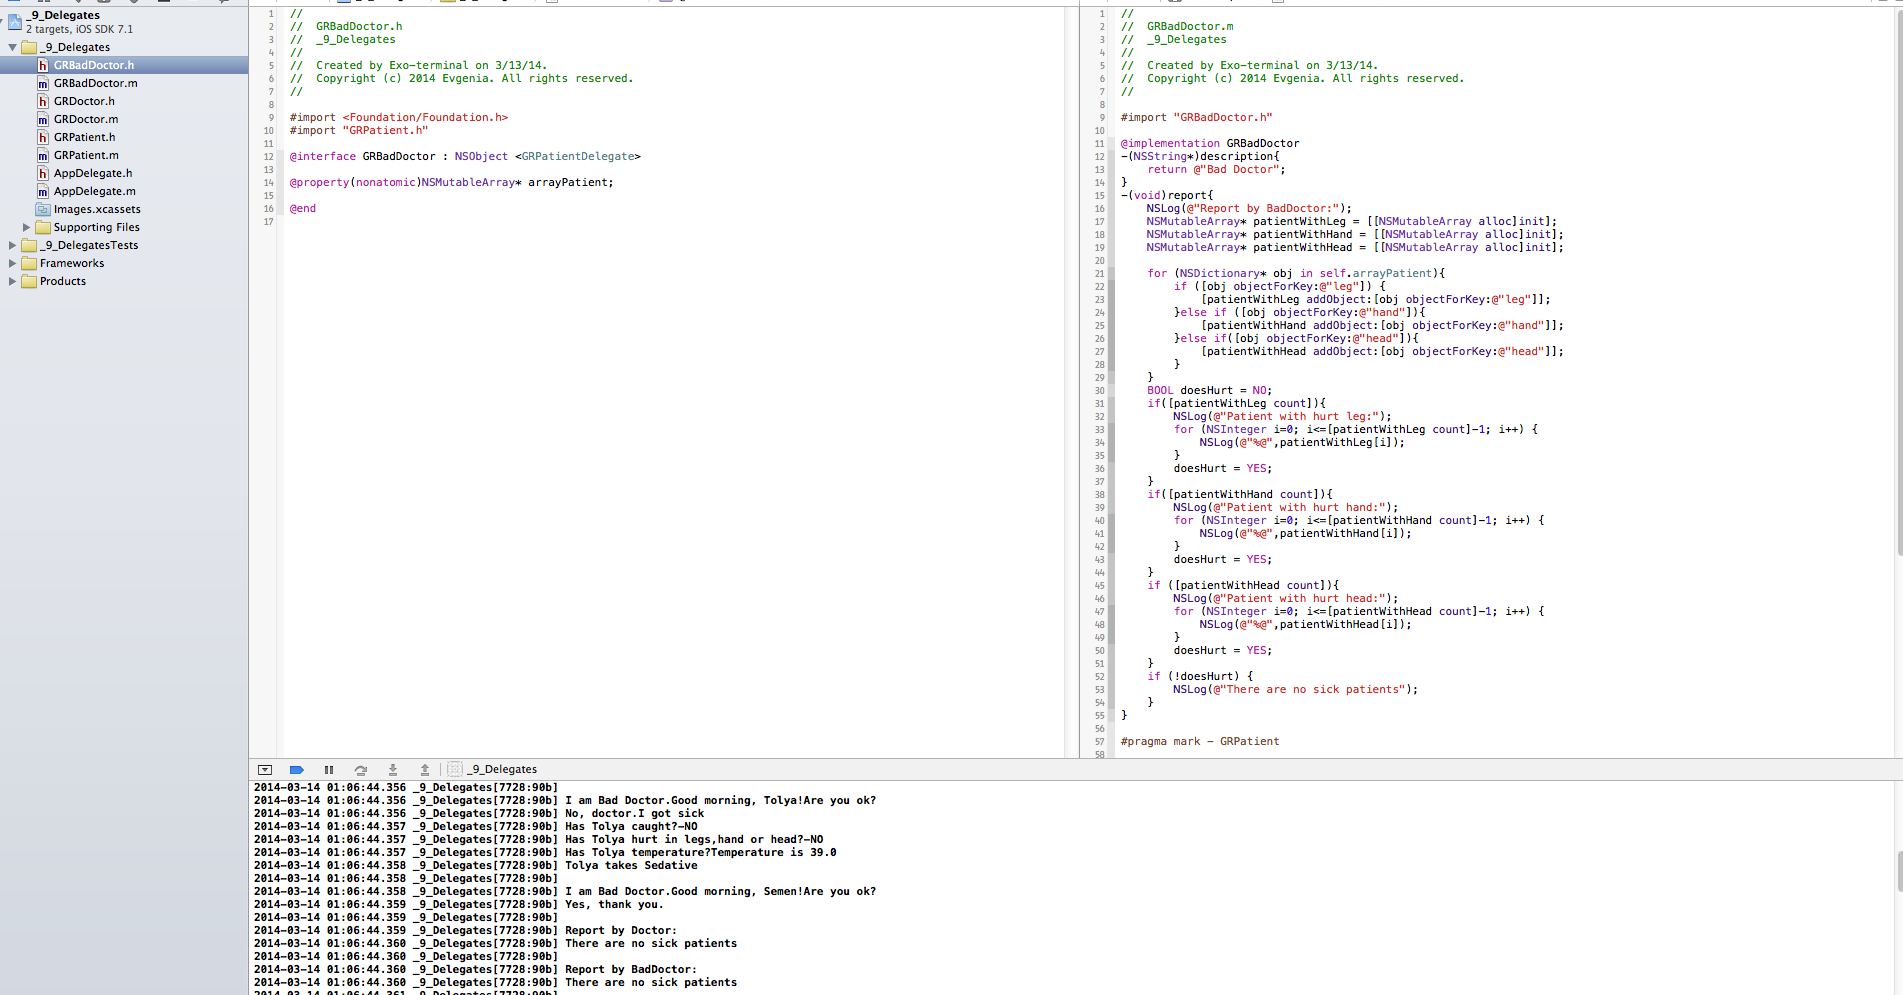 _9_Delegates
2 targets, iOS SDK 7.1
_9_Delegates
GRBadDoctor.h
GRBadDoctor.m
GRDoctor.h
GRDoctor.m
GRPatient.h
GRPatient.m
AppDelegate.h
AppDelegate.m
Images.xcassets
Supporting Files
_9_DelegatesTests
Frameworks
Products
1 //
2 //  GRBadDoctor.h
3 //  _9_Delegates
4 //
5 //  Created by Exo-terminal on 3/13/14.
6 //  Copyright (c) 2014 Evgenia. All rights reserved.
7 //
8
9 #import <Foundation/Foundation.h>
10 #import "GRPatient.h"
11
12 @interface GRBadDoctor : NSObject <GRPatientDelegate>
13
14 @property(nonatomic)NSMutableArray* arrayPatient;
15
16 @end
17
1 //
2 //  GRBadDoctor.m
3 //  _9_Delegates
4 //
5 //  Created by Exo-terminal on 3/13/14.
6 //  Copyright (c) 2014 Evgenia. All rights reserved.
7 //
8
9 #import "GRBadDoctor.h"
10
11 @implementation GRBadDoctor
12 -(NSString*)description{
13     return @"Bad Doctor";
14 }
15 -(void)report{
16     NSLog(@"Report by BadDoctor:");
17     NSMutableArray* patientWithLeg = [[NSMutableArray alloc]init];
18     NSMutableArray* patientWithHand = [[NSMutableArray alloc]init];
19     NSMutableArray* patientWithHead = [[NSMutableArray alloc]init];
20
21     for (NSDictionary* obj in self.arrayPatient){
22         if ([obj objectForKey:@"leg"]) {
23             [patientWithLeg addObject:[obj objectForKey:@"leg"]];
24         }else if ([obj objectForKey:@"hand"]){
25             [patientWithHand addObject:[obj objectForKey:@"hand"]];
26         }else if([obj objectForKey:@"head"]){
27             [patientWithHead addObject:[obj objectForKey:@"head"]];
28         }
29     }
30     BOOL doesHurt = NO;
31     if([patientWithLeg count]){
32         NSLog(@"Patient with hurt leg:");
33         for (NSInteger i=0; i<=[patientWithLeg count]-1; i++) {
34             NSLog(@"%@",patientWithLeg[i]);
35         }
36         doesHurt = YES;
37     }
38     if([patientWithHand count]){
39         NSLog(@"Patient with hurt hand:");
40         for (NSInteger i=0; i<=[patientWithHand count]-1; i++) {
41             NSLog(@"%@",patientWithHand[i]);
42         }
43         doesHurt = YES;
44     }
45     if ([patientWithHead count]){
46         NSLog(@"Patient with hurt head:");
47         for (NSInteger i=0; i<=[patientWithHead count]-1; i++) {
48             NSLog(@"%@",patientWithHead[i]);
49         }
50         doesHurt = YES;
51     }
52     if (!doesHurt) {
53         NSLog(@"There are no sick patients");
54     }
55 }
56
57 #pragma mark - GRPatient
58
_9_Delegates
2014-03-14 01:06:44.356 _9_Delegates[7728:90b]
2014-03-14 01:06:44.356 _9_Delegates[7728:90b] I am Bad Doctor.Good morning, Tolya!Are you ok?
2014-03-14 01:06:44.356 _9_Delegates[7728:90b] No, doctor.I got sick
2014-03-14 01:06:44.357 _9_Delegates[7728:90b] Has Tolya caught?-NO
2014-03-14 01:06:44.357 _9_Delegates[7728:90b] Has Tolya hurt in legs,hand or head?-NO
2014-03-14 01:06:44.357 _9_Delegates[7728:90b] Has Tolya temperature?Temperature is 39.0
2014-03-14 01:06:44.358 _9_Delegates[7728:90b] Tolya takes Sedative
2014-03-14 01:06:44.358 _9_Delegates[7728:90b]
2014-03-14 01:06:44.358 _9_Delegates[7728:90b] I am Bad Doctor.Good morning, Semen!Are you ok?
2014-03-14 01:06:44.359 _9_Delegates[7728:90b] Yes, thank you.
2014-03-14 01:06:44.359 _9_Delegates[7728:90b]
2014-03-14 01:06:44.359 _9_Delegates[7728:90b] Report by Doctor:
2014-03-14 01:06:44.360 _9_Delegates[7728:90b] There are no sick patients
2014-03-14 01:06:44.360 _9_Delegates[7728:90b]
2014-03-14 01:06:44.360 _9_Delegates[7728:90b] Report by BadDoctor:
2014-03-14 01:06:44.360 _9_Delegates[7728:90b] There are no sick patients
2014-03-14 01:06:44.361 _9_Delegates[7728:90b]